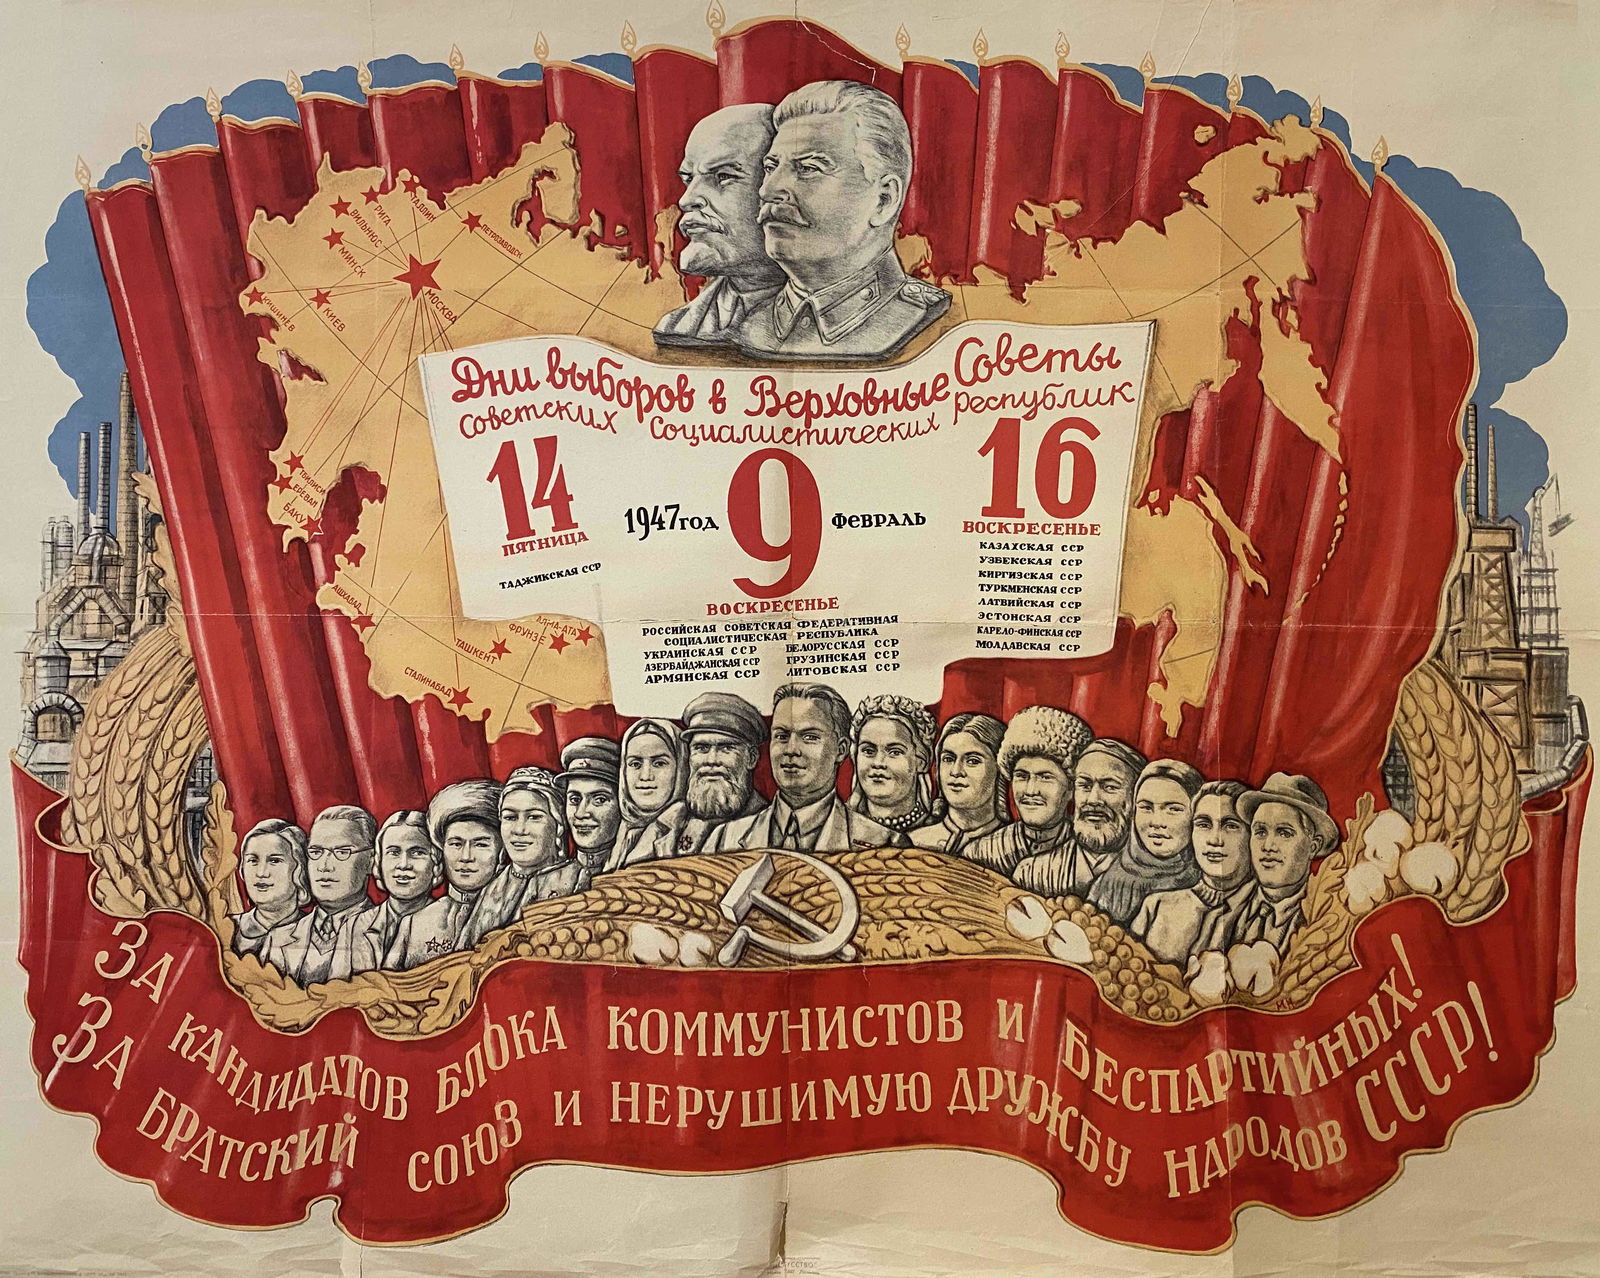 ТАЛЛИН
РИГА
ВИЛЬНЮС
МИНСК
ПЕТРОЗАВОДСК
МОСКВА
КИШИНЕВ
КИЕВ
ТБИЛИСИ
ЕРЕВАН
БАКУ
АШХАБАД
ТАШКЕНТ
ФРУНЗЕ
АЛМА-АТА
СТАЛИНАБАД
Дни выборов в Верховные Советы
Советских Социалистических республик
14
ПЯТНИЦА
ТАДЖИКСКАЯ ССР
1947 год 9 ФЕВРАЛЬ
ВОСКРЕСЕНЬЕ
РОССИЙСКАЯ СОВЕТСКАЯ ФЕДЕРАТИВНАЯ
СОЦИАЛИСТИЧЕСКАЯ РЕСПУБЛИКА
УКРАИНСКАЯ ССР БЕЛОРУССКАЯ ССР
АЗЕРБАЙДЖАНСКАЯ ССР ГРУЗИНСКАЯ ССР
АРМЯНСКАЯ ССР ЛИТОВСКАЯ ССР
16
ВОСКРЕСЕНЬЕ
КАЗАХСКАЯ ССР
УЗБЕКСКАЯ ССР
КИРГИЗСКАЯ ССР
ТУРКМЕНСКАЯ ССР
ЛАТВИЙСКАЯ ССР
ЭСТОНСКАЯ ССР
КАРЕЛО-ФИНСКАЯ ССР
МОЛДАВСКАЯ ССР
ЗА КАНДИДАТОВ БЛОКА КОММУНИСТОВ И БЕСПАРТИЙНЫХ!
ЗА БРАТСКИЙ СОЮЗ И НЕРУШИМУЮ ДРУЖБУ НАРОДОВ СССР!